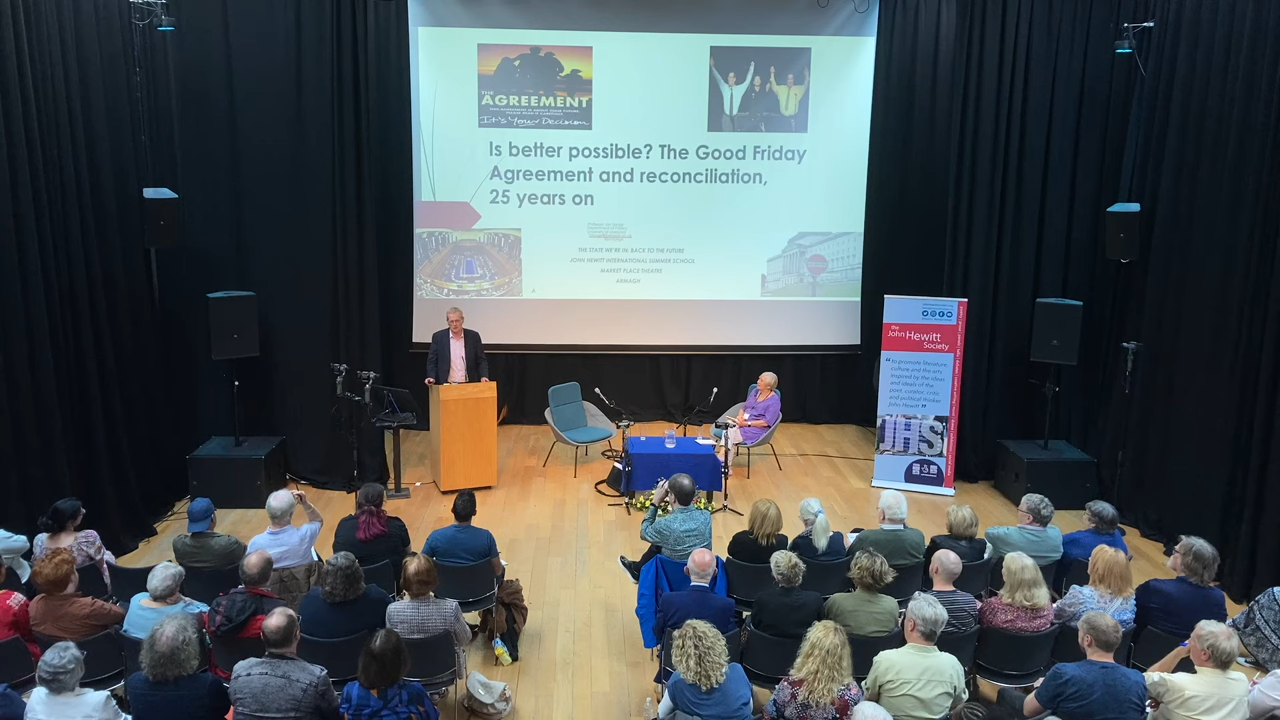 THE
AGREEMENT
It's Your Decision
Is better possible? The Good Friday
Agreement and reconciliation,
25 years on
THE STATE WE'RE IN: BACK TO THE FUTURE
JOHN HEWITT INTERNATIONAL SUMMER SCHOOL
MARKET PLACE THEATRE
ARMAGH
the
John Hewitt
Society
"to promote literature,
culture and the arts
inspired by the ideas
and ideals of the
poet, curator, critic
and political thinker
John Hewitt"
JHS